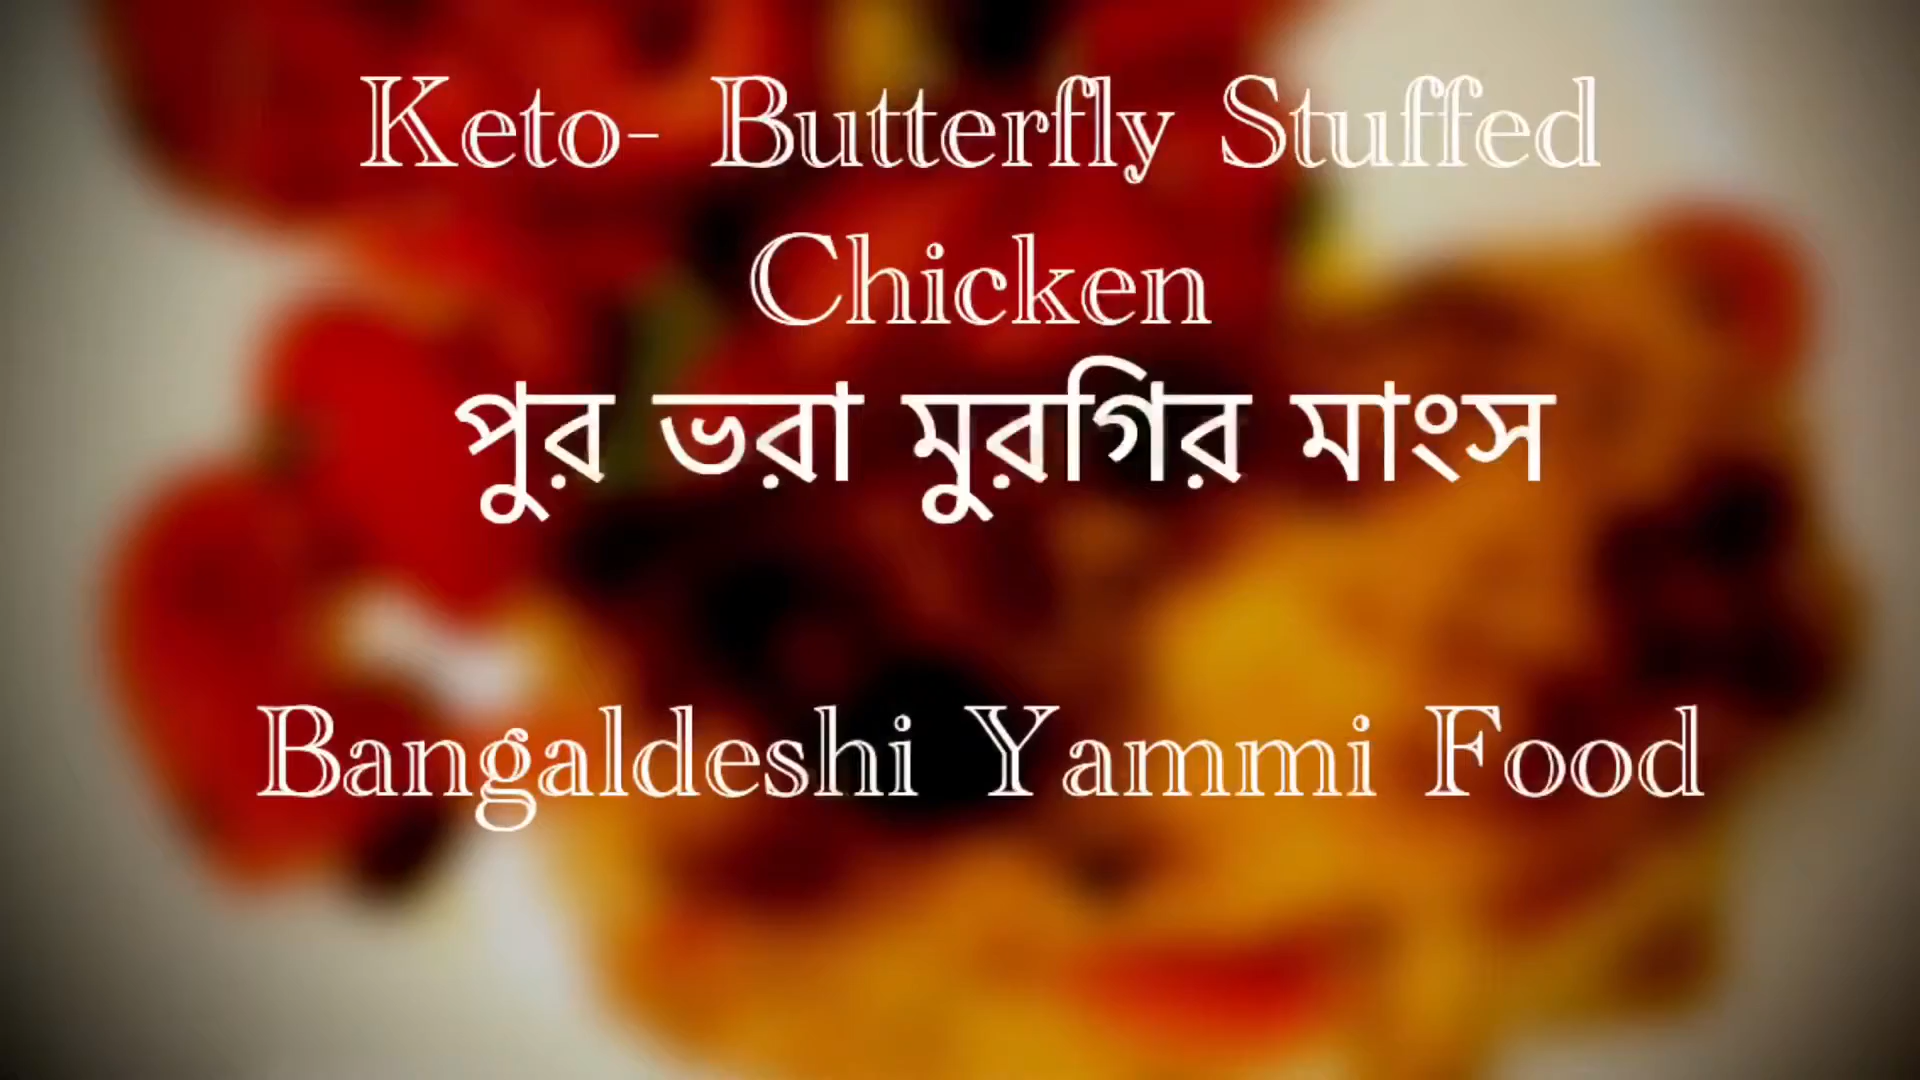 Keto- Butterfly Stuffed
Chicken
পুর ভরা মুরগির মাংস
Bangaldeshi Yammi Food